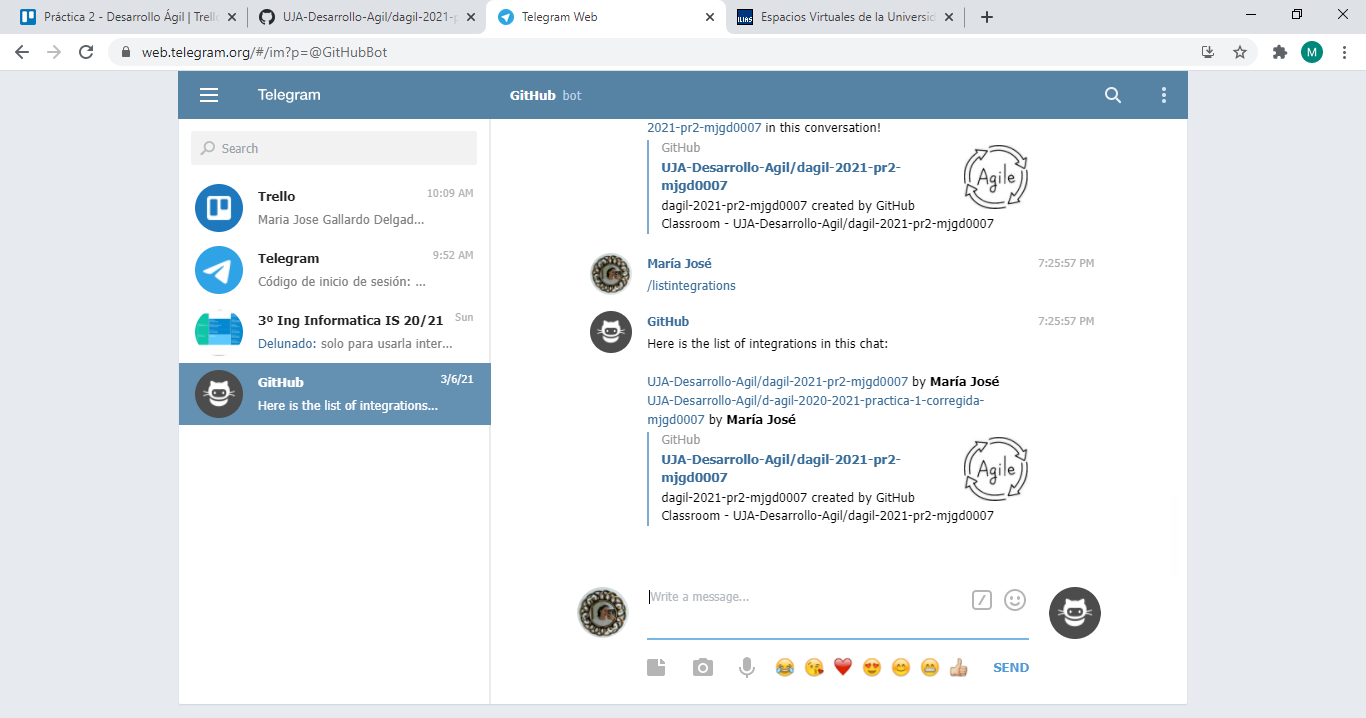 Práctica 2 - Desarrollo Ágil | Trell
UJA-Desarrollo-Agil/dagil-2021-p
Telegram Web
ILIAS
Espacios Virtuales de la Universid
web.telegram.org/#/im?p=@GitHubBot
M
Telegram
GitHub bot
Search
Trello 10:09 AM
Maria Jose Gallardo Delgad...
Telegram 9:52 AM
Código de inicio de sesión: ...
3º Ing Informatica IS 20/21 Sun
Delunado: solo para usarla inter...
GitHub 3/6/21
Here is the list of integrations...
2021-pr2-mjgd0007 in this conversation!
GitHub
UJA-Desarrollo-Agil/dagil-2021-pr2-
mjgd0007
dagil-2021-pr2-mjgd0007 created by GitHub
Classroom - UJA-Desarrollo-Agil/dagil-2021-pr2-mjgd0007
Agile
María José 7:25:57 PM
/listintegrations
GitHub 7:25:57 PM
Here is the list of integrations in this chat:
UJA-Desarrollo-Agil/dagil-2021-pr2-mjgd0007 by María José
UJA-Desarrollo-Agil/d-agil-2020-2021-practica-1-corregida-
mjgd0007 by María José
GitHub
UJA-Desarrollo-Agil/dagil-2021-pr2-
mjgd0007
dagil-2021-pr2-mjgd0007 created by GitHub
Classroom - UJA-Desarrollo-Agil/dagil-2021-pr2-mjgd0007
Agile
Write a message...
SEND